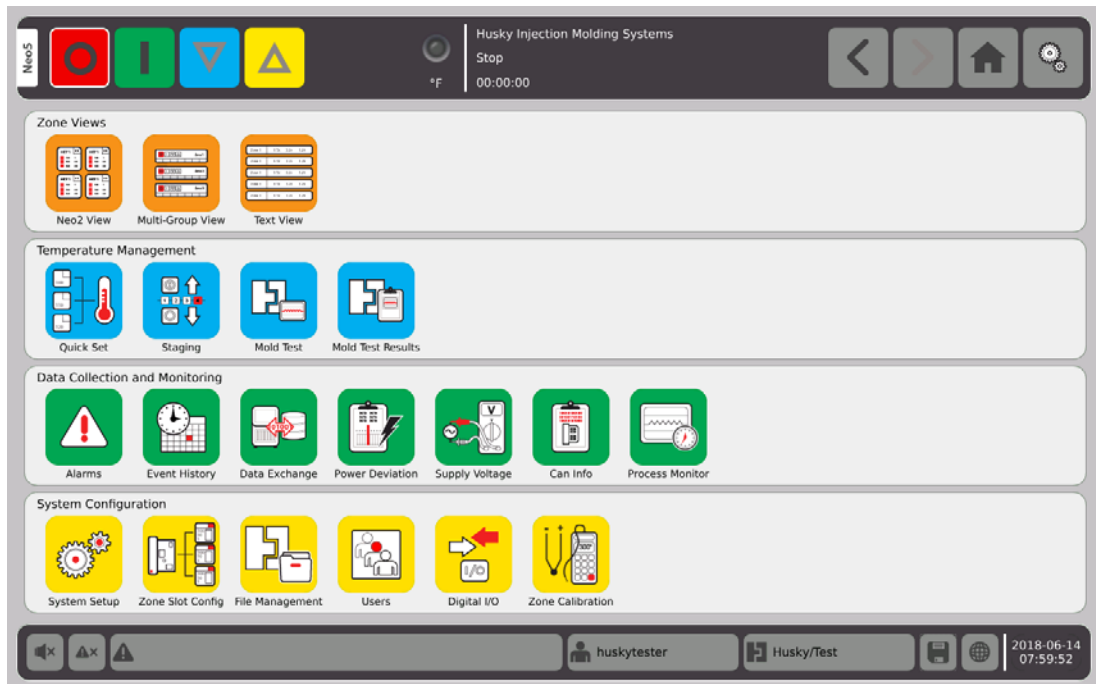 Neo5
°F
Husky Injection Molding Systems
Stop
00:00:00
Zone Views
Neo2 View
Multi-Group View
Text View
Temperature Management
Quick Set
Staging
Mold Test
Mold Test Results
Data Collection and Monitoring
V
Alarms
Event History
Data Exchange
Power Deviation
Supply Voltage
Can Info
Process Monitor
System Configuration
I/O
System Setup
Zone Slot Config
File Management
Users
Digital I/O
Zone Calibration
huskytester
Husky/Test
2018-06-14
07:59:52